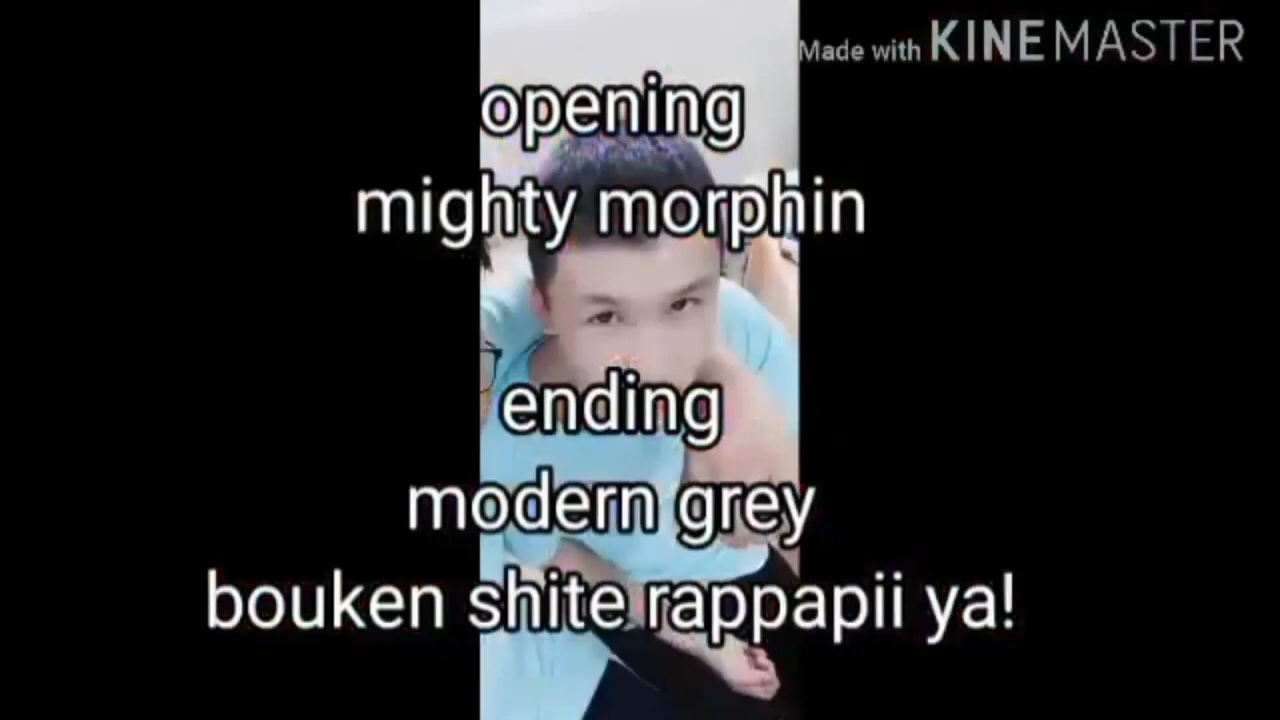 Made with KINEMASTER
opening
mighty morphin
ending
modern grey
bouken shite rappapii ya!